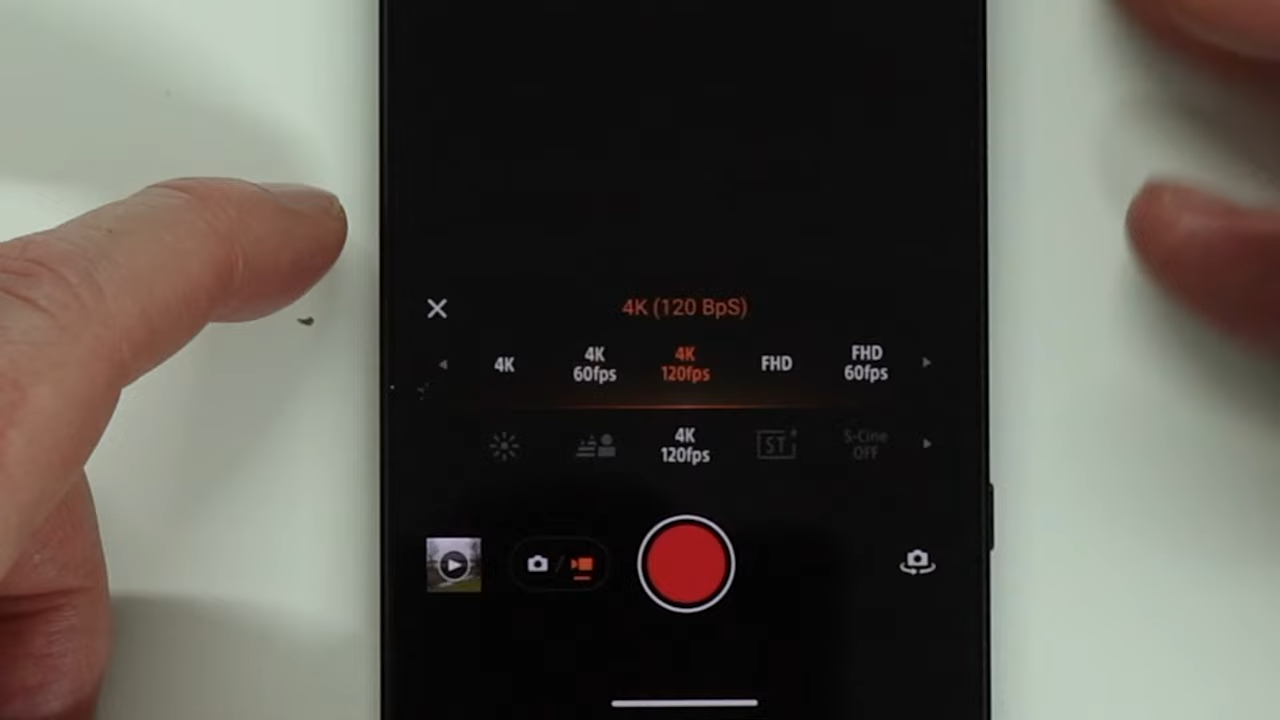 4K (120 BpS)
4K
4K
60fps
4K
120fps
FHD
FHD
60fps
4K
120fps
ST+
S-Cine
OFF